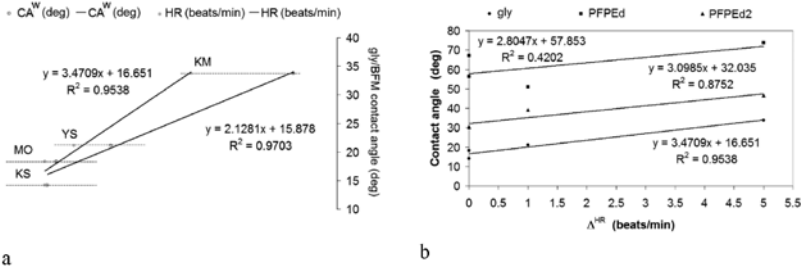 CAᵂ (deg) CAᵂ (deg) HR (beats/min) HR (beats/min)
KM
y = 3.4709x + 16.651
R² = 0.9538
YS
MO
KS
y = 2.1281x + 15.878
R² = 0.9703
40
35
30
25
20
15
10
gly/BFM contact angle (deg)
a
gly PFPEd PFPEd2
80
70
60
50
40
30
20
10
0
Contact angle (deg)
y = 2.8047x + 57.853
R² = 0.4202
y = 3.0985x + 32.035
R² = 0.8752
y = 3.4709x + 16.651
R² = 0.9538
0 0.5 1 1.5 2 2.5 3 3.5 4 4.5 5 5.5
Δᴴᴿ (beats/min)
b